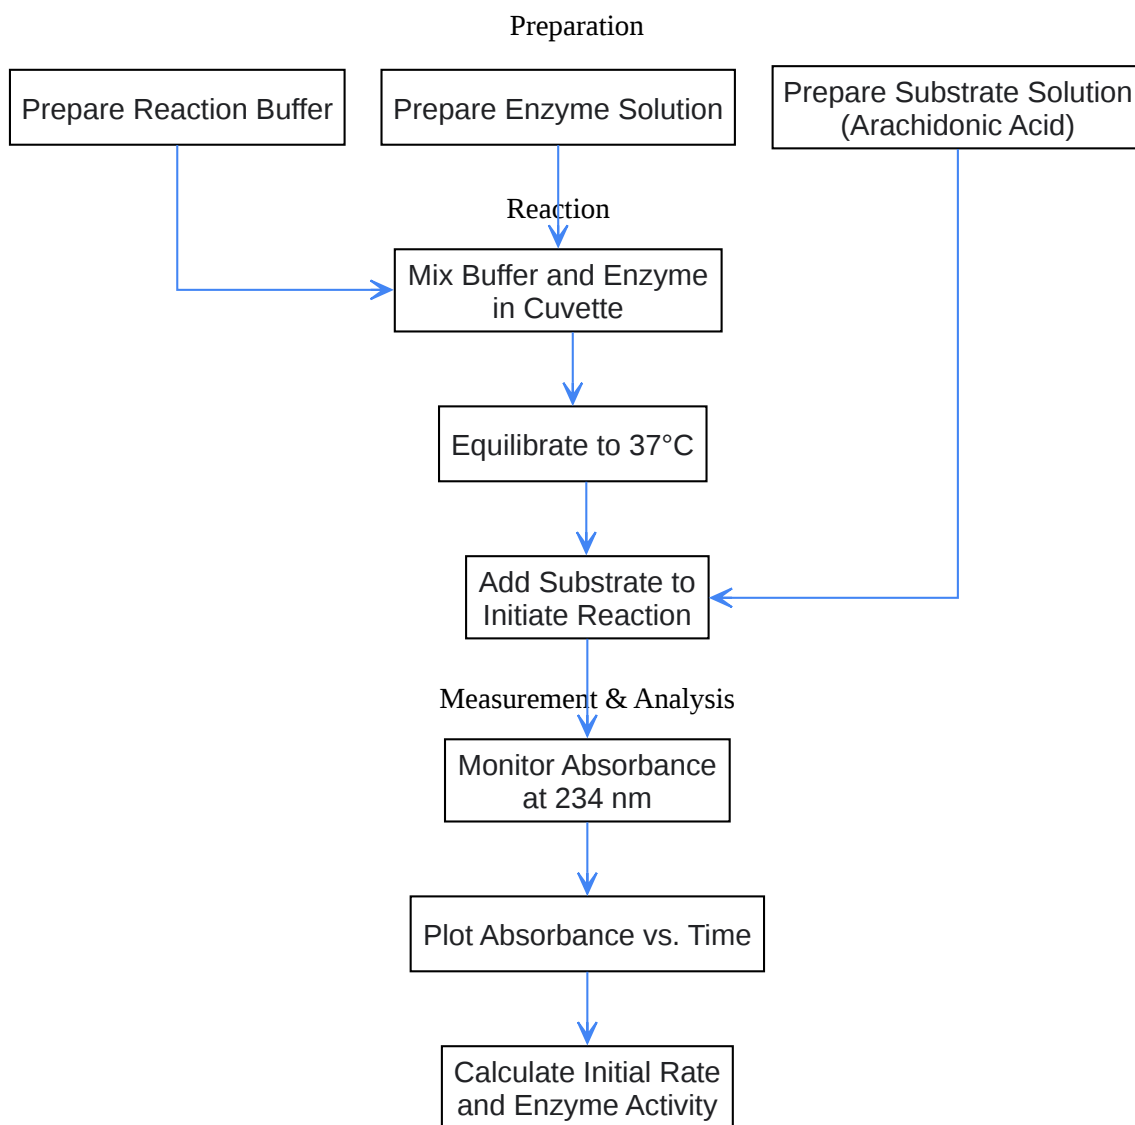 Preparation
Prepare Reaction Buffer
Prepare Enzyme Solution
Prepare Substrate Solution
(Arachidonic Acid)
Reaction
Mix Buffer and Enzyme
in Cuvette
Equilibrate to 37°C
Add Substrate to
Initiate Reaction
Measurement & Analysis
Monitor Absorbance
at 234 nm
Plot Absorbance vs. Time
Calculate Initial Rate
and Enzyme Activity